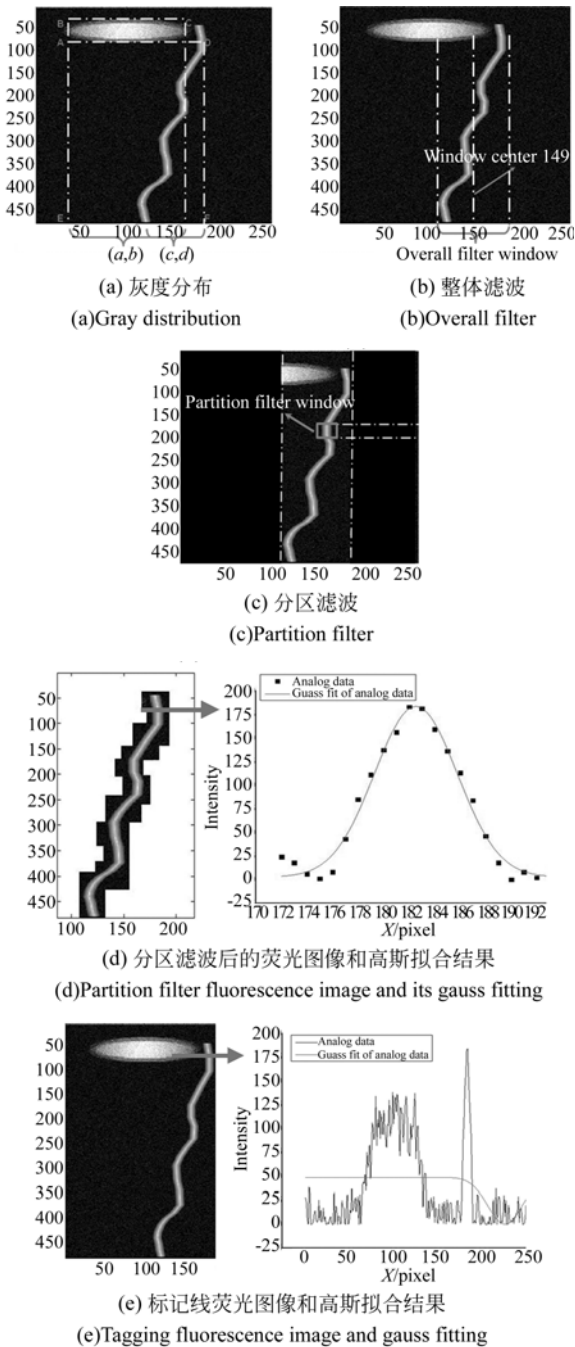 50
100
150
200
250
300
350
400
450
B
C
A
D
E
F
50 100 150 200 250
(a,b) (c,d)
(a) 灰度分布
(a)Gray distribution
50
100
150
200
250
300
350
400
450
Window center 149
50 100 150 200 250
Overall filter window
(b) 整体滤波
(b)Overall filter
50
100
150
200
250
300
350
400
450
Partition filter window
50 100 150 200 250
(c) 分区滤波
(c)Partition filter
50
100
150
200
250
300
350
400
450
100 150 200
Analog data
Guass fit of analog data
Intensity
200
175
150
125
100
75
50
25
0
-25
170 172 174 176 178 180 182 184 186 188 190 192
X/pixel
(d) 分区滤波后的荧光图像和高斯拟合结果
(d)Partition filter fluorescence image and its gauss fitting
50
100
150
200
250
300
350
400
450
50 100 150
Analog data
Guass fit of analog data
Intensity
200
175
150
125
100
75
50
25
0
-25
0 50 100 150 200 250
X/pixel
(e) 标记线荧光图像和高斯拟合结果
(e)Tagging fluorescence image and gauss fitting